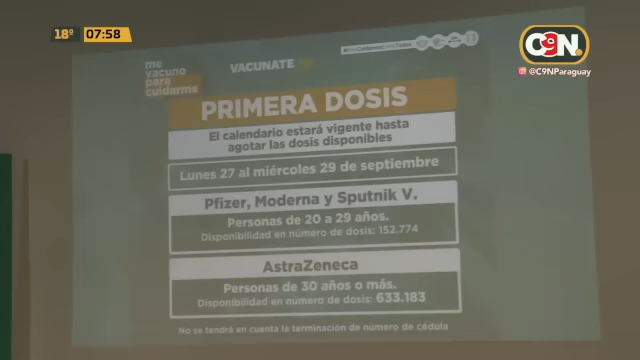 18º 07:58
C9N
@C9NParaguay
me
vacuno
para
cuidarme
VACUNATE
PRIMERA DOSIS
El calendario estará vigente hasta
agotar las dosis disponibles
Lunes 27 al miércoles 29 de septiembre
Pfizer, Moderna y Sputnik V.
Personas de 20 a 29 años.
Disponibilidad en número de dosis: 152.774
AstraZeneca
Personas de 30 años o más.
Disponibilidad en número de dosis: 633.183
No se tendrá en cuenta la terminación de número de cédula